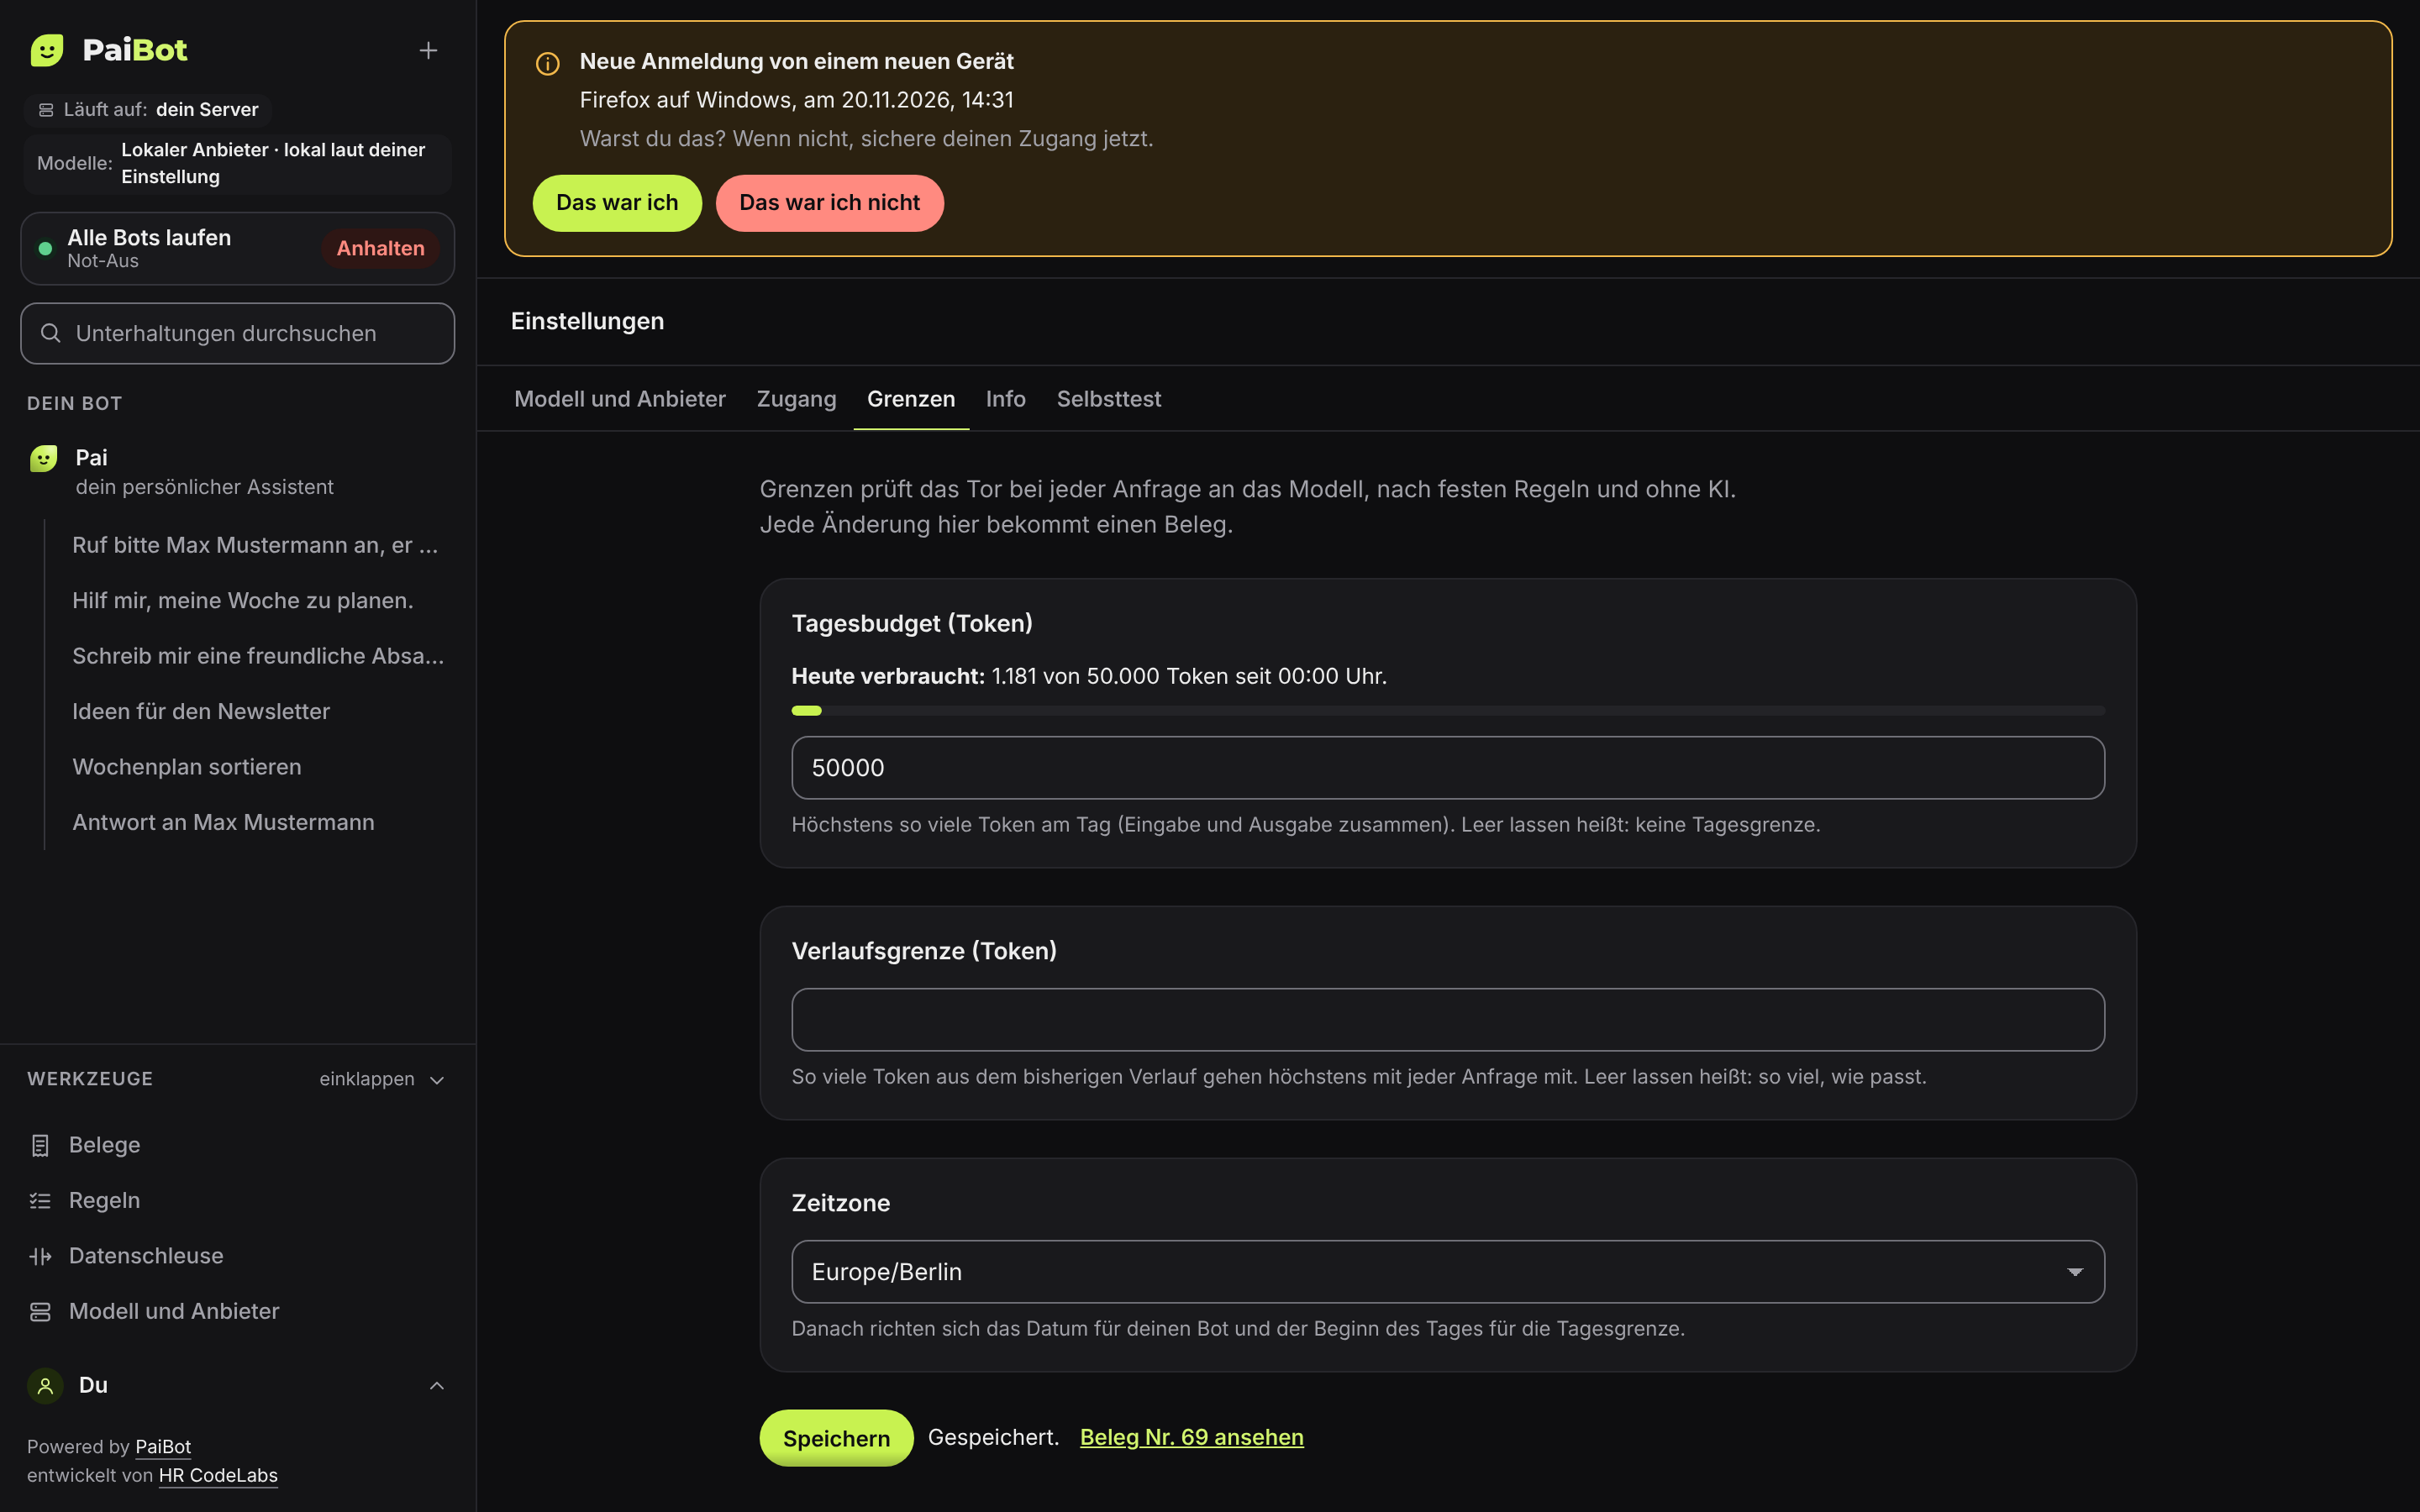 PaiBot
Läuft auf: dein Server
Modelle: Lokaler Anbieter · lokal laut deiner
Einstellung
Alle Bots laufen
Not-Aus
Anhalten
Unterhaltungen durchsuchen
DEIN BOT
Pai
dein persönlicher Assistent
Ruf bitte Max Mustermann an, er ...
Hilf mir, meine Woche zu planen.
Schreib mir eine freundliche Absa...
Ideen für den Newsletter
Wochenplan sortieren
Antwort an Max Mustermann
WERKZEUGE einklappen
Belege
Regeln
Datenschleuse
Modell und Anbieter
Du
Powered by PaiBot
entwickelt von HR CodeLabs
Neue Anmeldung von einem neuen Gerät
Firefox auf Windows, am 20.11.2026, 14:31
Warst du das? Wenn nicht, sichere deinen Zugang jetzt.
Das war ich Das war ich nicht
Einstellungen
Modell und Anbieter Zugang Grenzen Info Selbsttest
Grenzen prüft das Tor bei jeder Anfrage an das Modell, nach festen Regeln und ohne KI.
Jede Änderung hier bekommt einen Beleg.
Tagesbudget (Token)
Heute verbraucht: 1.181 von 50.000 Token seit 00:00 Uhr.
50000
Höchstens so viele Token am Tag (Eingabe und Ausgabe zusammen). Leer lassen heißt: keine Tagesgrenze.
Verlaufsgrenze (Token)
So viele Token aus dem bisherigen Verlauf gehen höchstens mit jeder Anfrage mit. Leer lassen heißt: so viel, wie passt.
Zeitzone
Europe/Berlin
Danach richten sich das Datum für deinen Bot und der Beginn des Tages für die Tagesgrenze.
Speichern Gespeichert. Beleg Nr. 69 ansehen